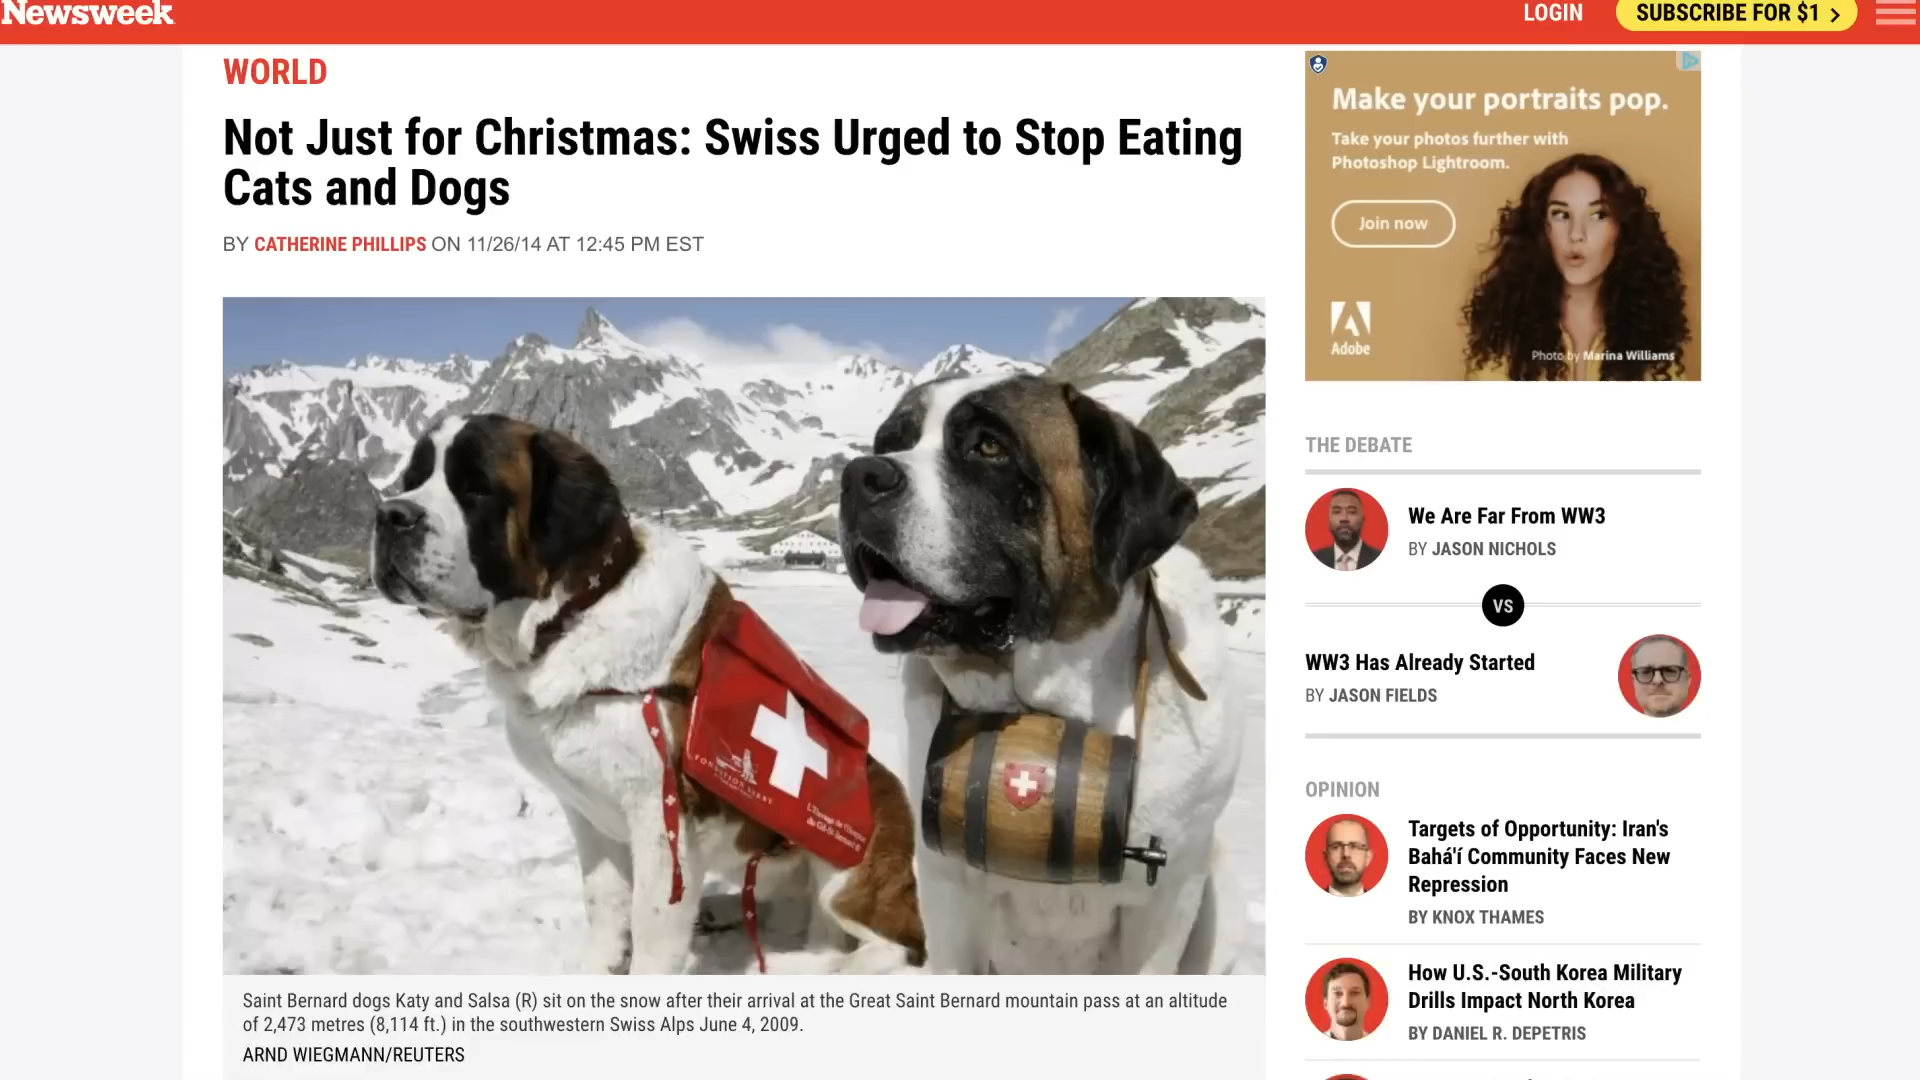 Newsweek
LOGIN
SUBSCRIBE FOR $1
WORLD
Not Just for Christmas: Swiss Urged to Stop Eating
Cats and Dogs
BY CATHERINE PHILLIPS ON 11/26/14 AT 12:45 PM EST
Saint Bernard dogs Katy and Salsa (R) sit on the snow after their arrival at the Great Saint Bernard mountain pass at an altitude
of 2,473 metres (8,114 ft.) in the southwestern Swiss Alps June 4, 2009.
ARND WIEGMANN/REUTERS
Make your portraits pop.
Take your photos further with
Photoshop Lightroom.
Join now
Adobe
Photo by Marina Williams
THE DEBATE
We Are Far From WW3
BY JASON NICHOLS
VS
WW3 Has Already Started
BY JASON FIELDS
OPINION
Targets of Opportunity: Iran's
Bahá'í Community Faces New
Repression
BY KNOX THAMES
How U.S.-South Korea Military
Drills Impact North Korea
BY DANIEL R. DEPETRIS